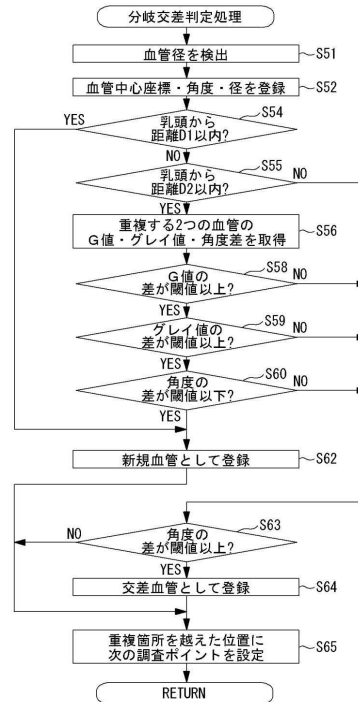 分岐交差判定処理
血管径を検出
S51
血管中心座標・角度・径を登録
S52
S54
YES
乳頭から
距離D1以内?
NO
S55
乳頭から
距離D2以内?
NO
YES
重複する2つの血管の
G値・グレイ値・角度差を取得
S56
S58
G値の
差が閾値以上?
NO
YES
S59
グレイ値の
差が閾値以上?
NO
YES
S60
角度の
差が閾値以下?
NO
YES
新規血管として登録
S62
S63
NO
角度の
差が閾値以上?
YES
交差血管として登録
S64
重複箇所を越えた位置に
次の調査ポイントを設定
S65
RETURN